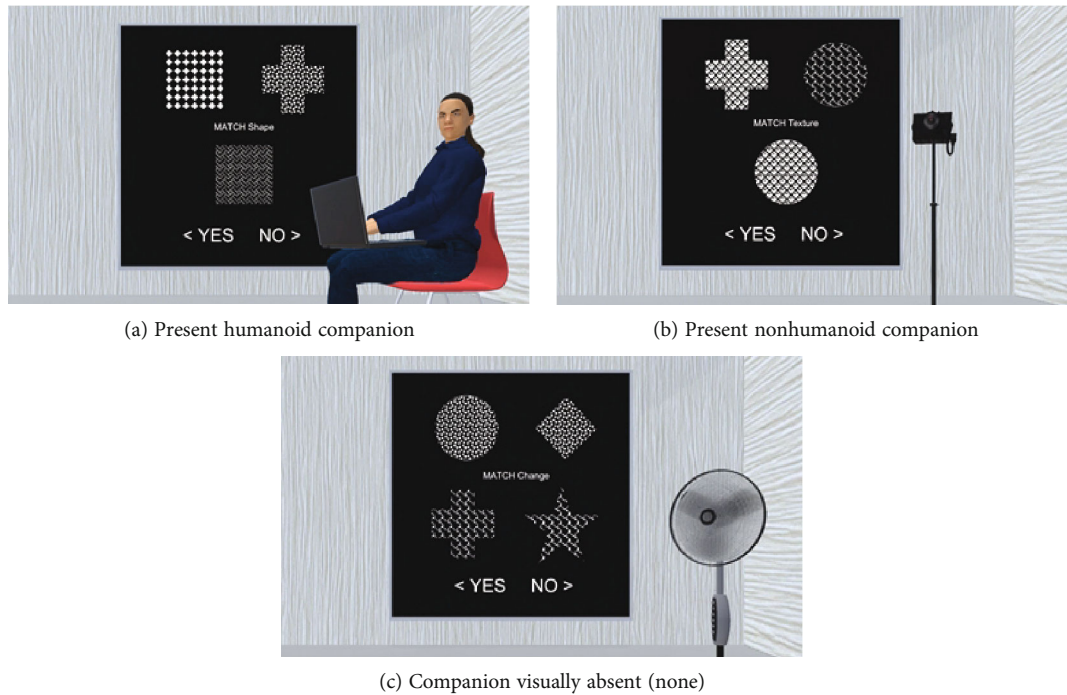 MATCH Shape
< YES NO >
MATCH Texture
< YES NO >
(a) Present humanoid companion
(b) Present nonhumanoid companion
MATCH Change
< YES NO >
(c) Companion visually absent (none)